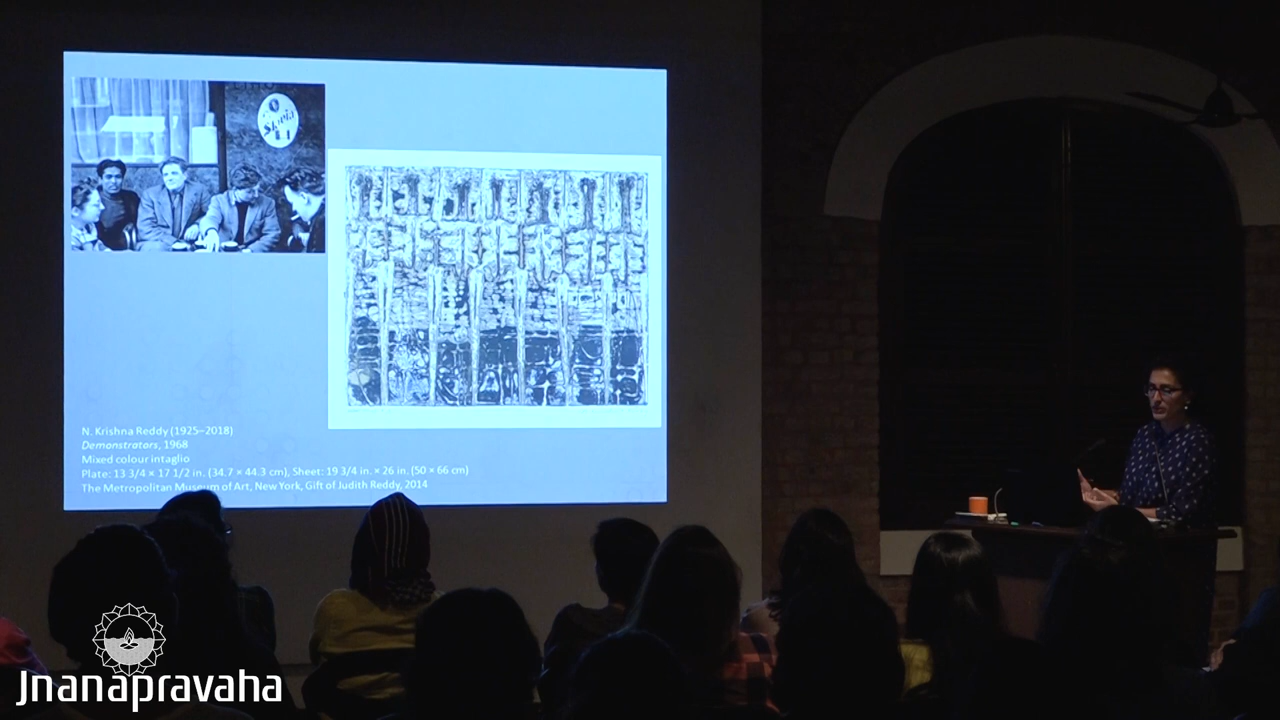 Slavia
N. Krishna Reddy (1925–2018)
Demonstrators, 1968
Mixed colour intaglio
Plate: 13 3/4 × 17 1/2 in. (34.7 × 44.3 cm), Sheet: 19 3/4 in. × 26 in. (50 × 66 cm)
The Metropolitan Museum of Art, New York, Gift of Judith Reddy, 2014
Jnanapravaha